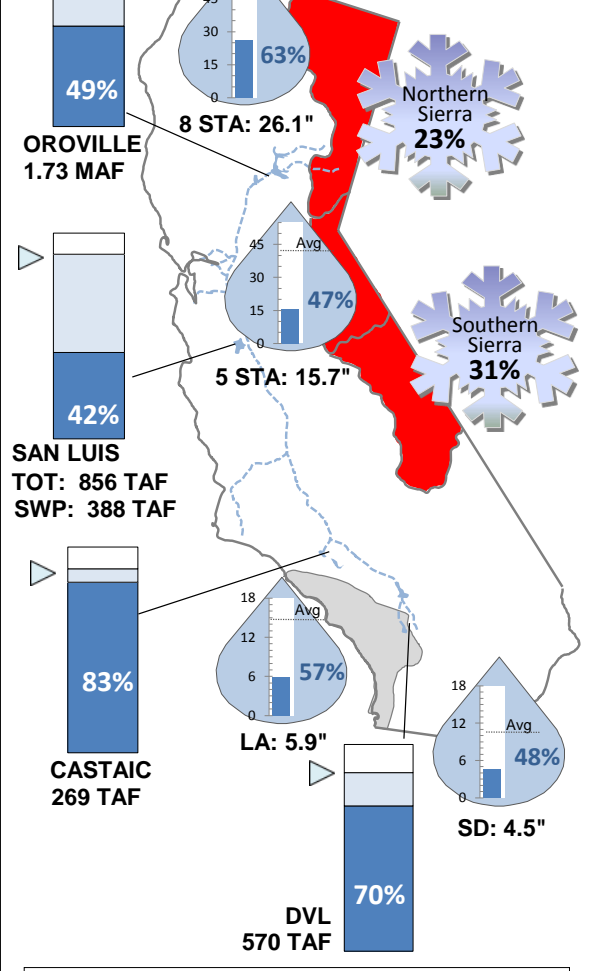 45
30
15
0
63%
8 STA: 26.1"
49%
OROVILLE
1.73 MAF
Northern
Sierra
23%
45
30
15
0
Avg
47%
5 STA: 15.7"
Southern
Sierra
31%
42%
SAN LUIS
TOT: 856 TAF
SWP: 388 TAF
83%
CASTAIC
269 TAF
18
12
6
0
Avg
57%
LA: 5.9"
18
12
6
0
Avg
48%
SD: 4.5"
70%
DVL
570 TAF